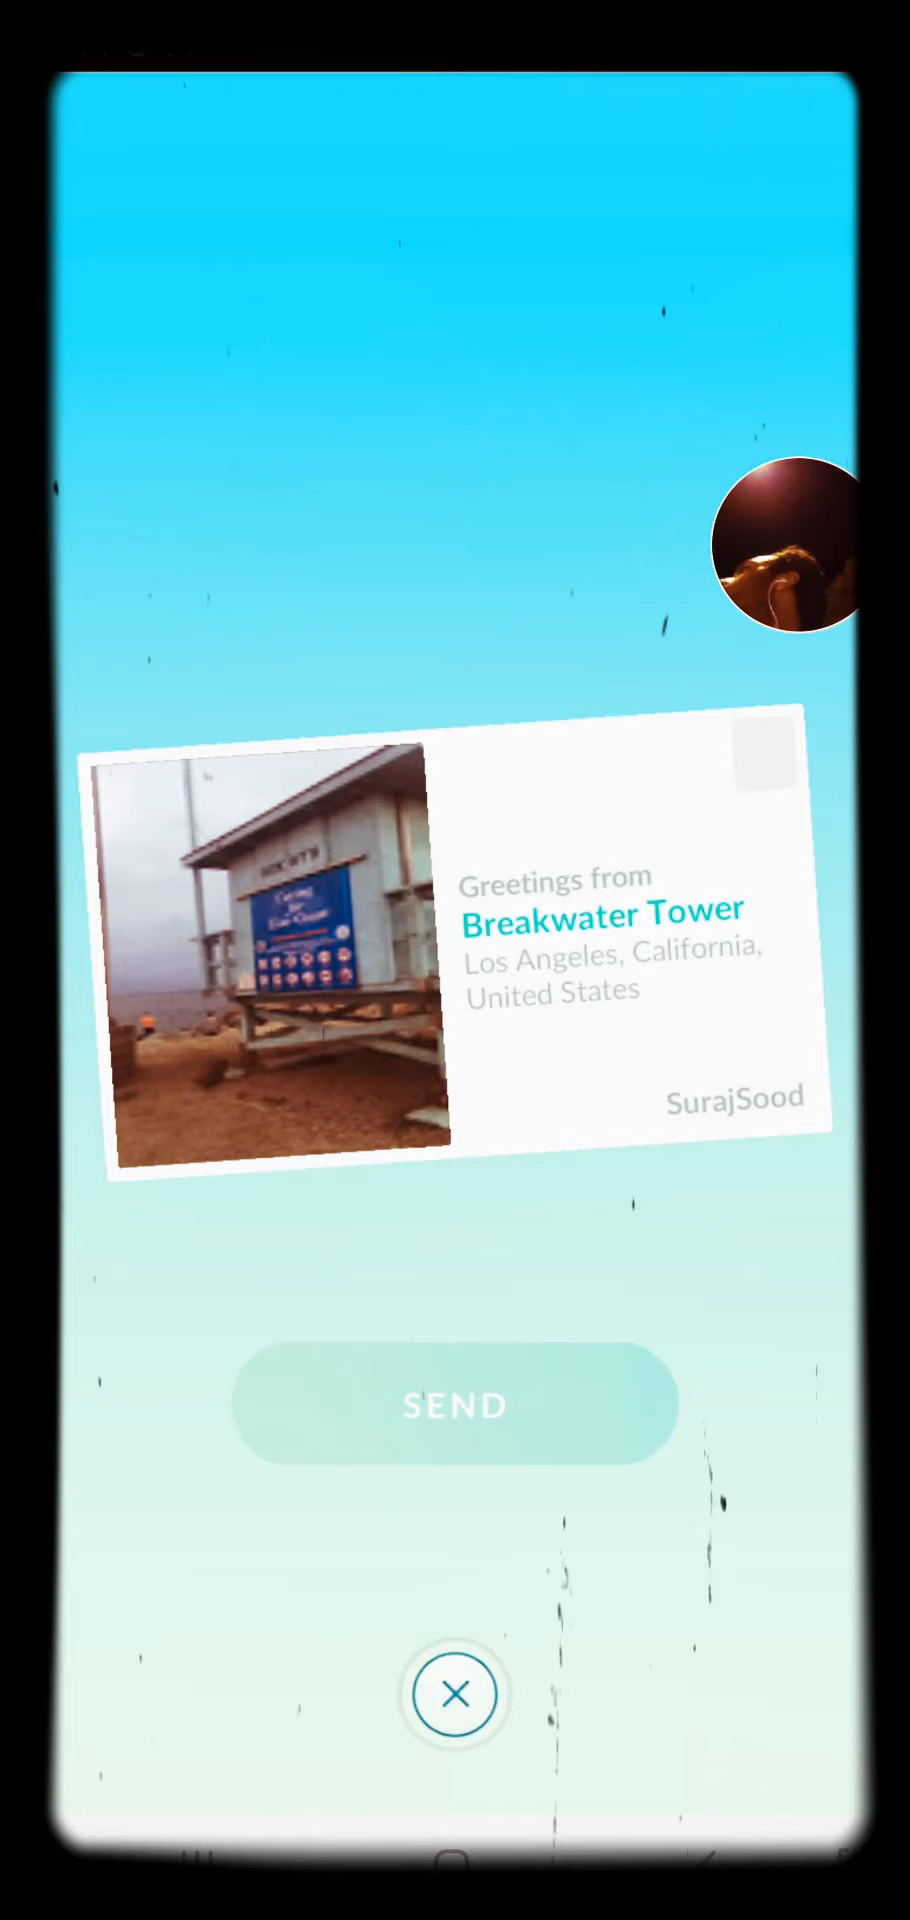 Greetings from
Breakwater Tower
Los Angeles, California,
United States
SurajSood
SEND